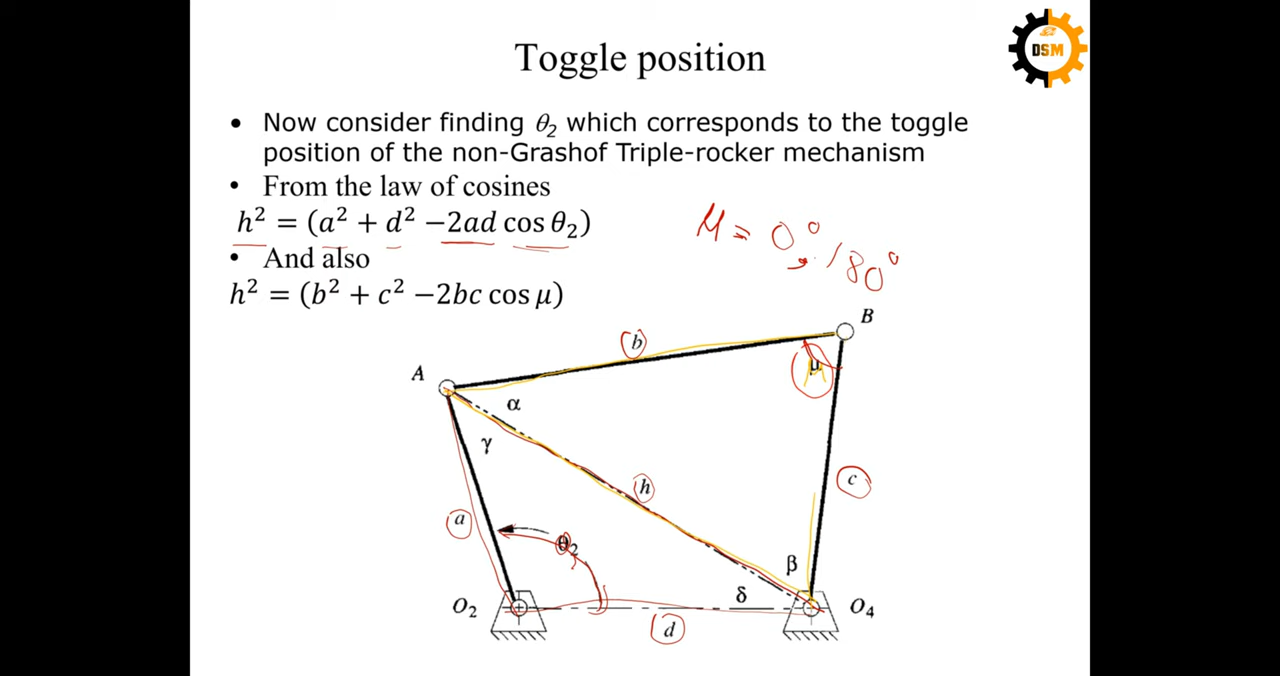 DSM
Toggle position
• Now consider finding θ₂ which corresponds to the toggle
position of the non-Grashof Triple-rocker mechanism
• From the law of cosines
h² = (a² + d² −2ad cos θ₂)
μ = 0° , 180°
• And also
h² = (b² + c² −2bc cos μ)
B
b
A
μ
α
γ
h
c
a
θ₂
β
δ
O₂
O₄
d